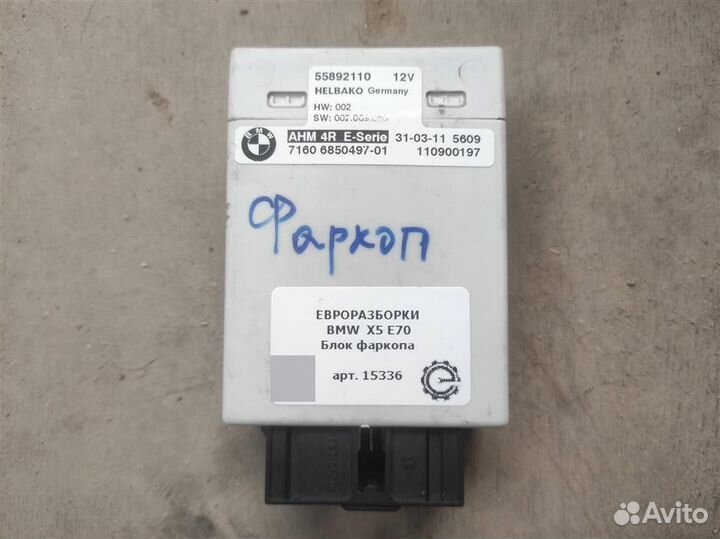 55892110 12V
HELBAKO Germany
HW: 002
BMW AHM 4R E-Serie 31-03-11 5609
7160 6850497-01 110900197
Фаркоп
ЕВРОРАЗБОРКИ
BMW X5 E70
Блок фаркопа
арт. 15336
Avito